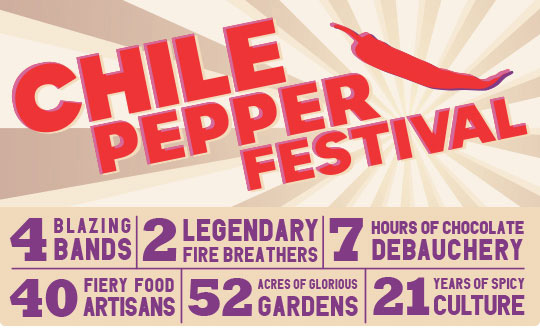 CHILE
PEPPER
FESTIVAL
4 BLAZING
BANDS
2 LEGENDARY
FIRE BREATHERS
7 HOURS OF CHOCOLATE
DEBAUCHERY
40 FIERY FOOD
ARTISANS
52 ACRES OF GLORIOUS
GARDENS
21 YEARS OF SPICY
CULTURE